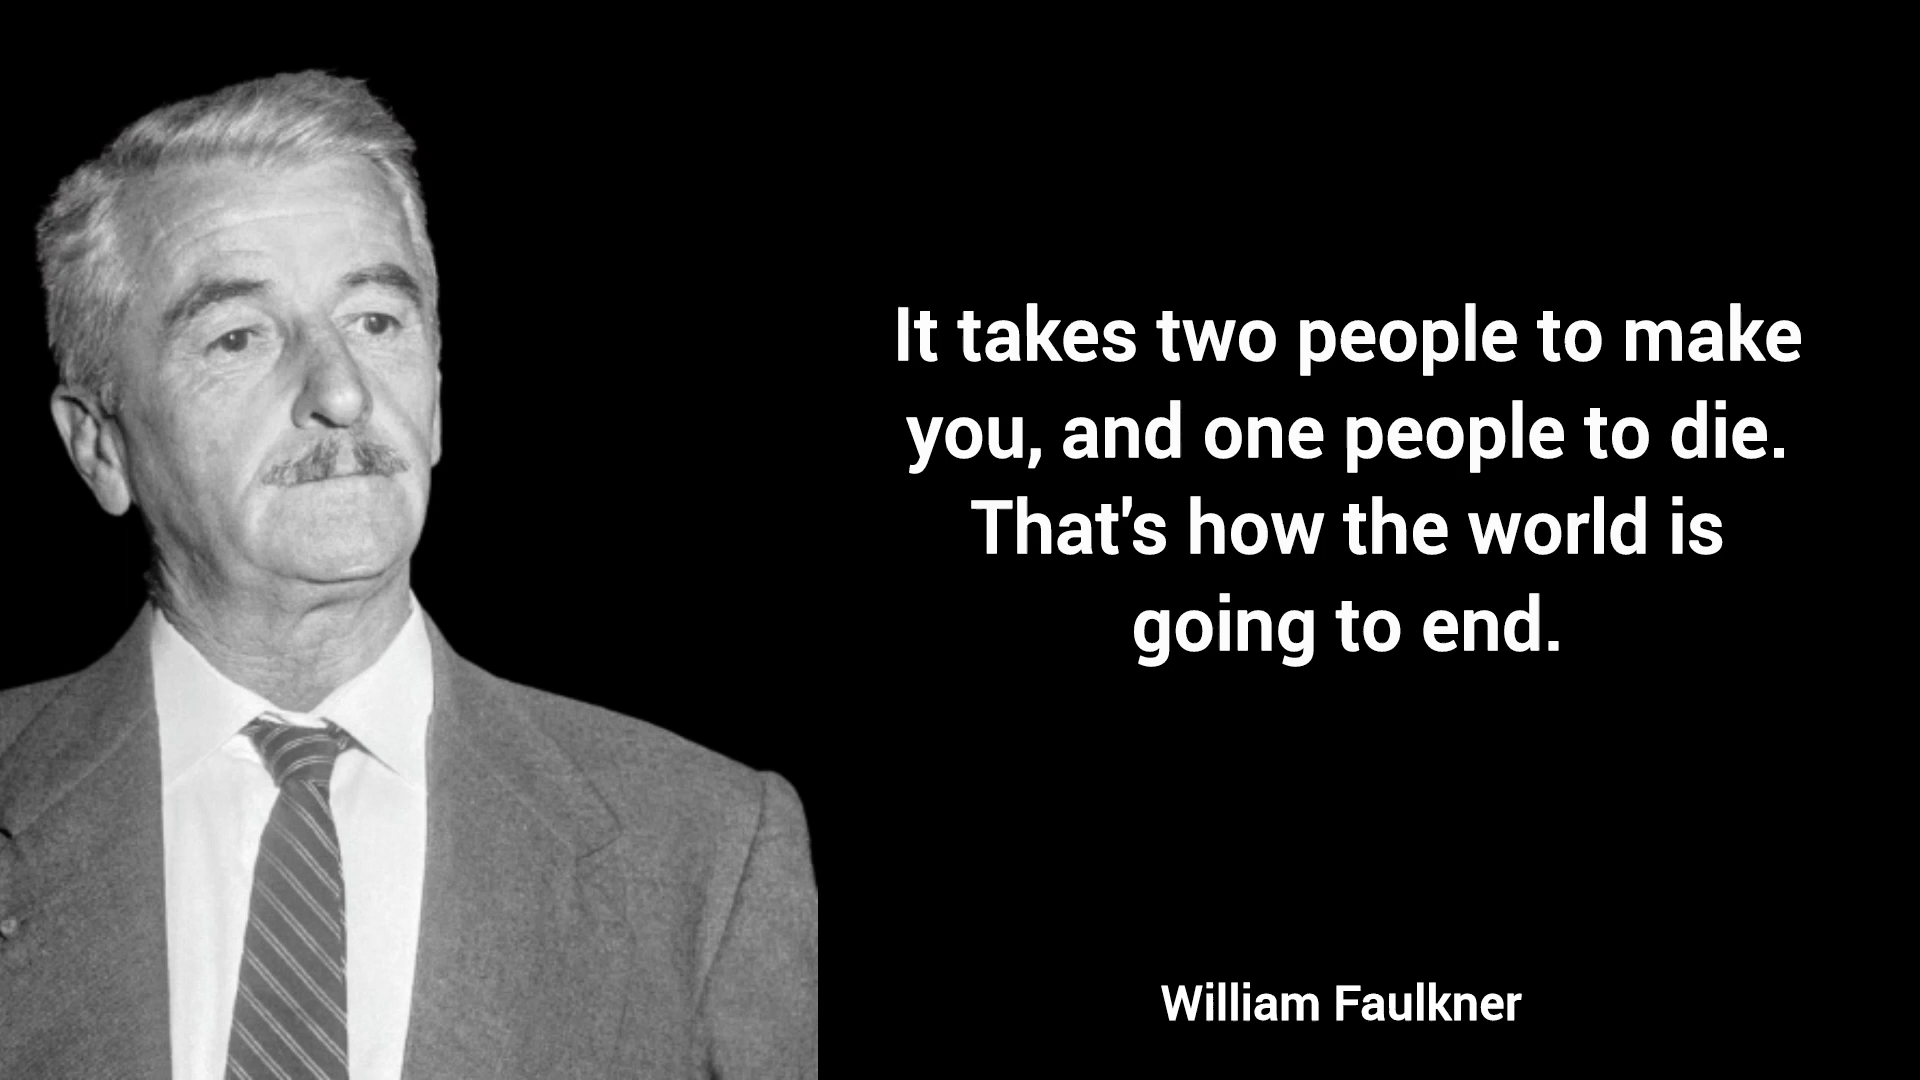 It takes two people to make
you, and one people to die.
That's how the world is
going to end.
William Faulkner